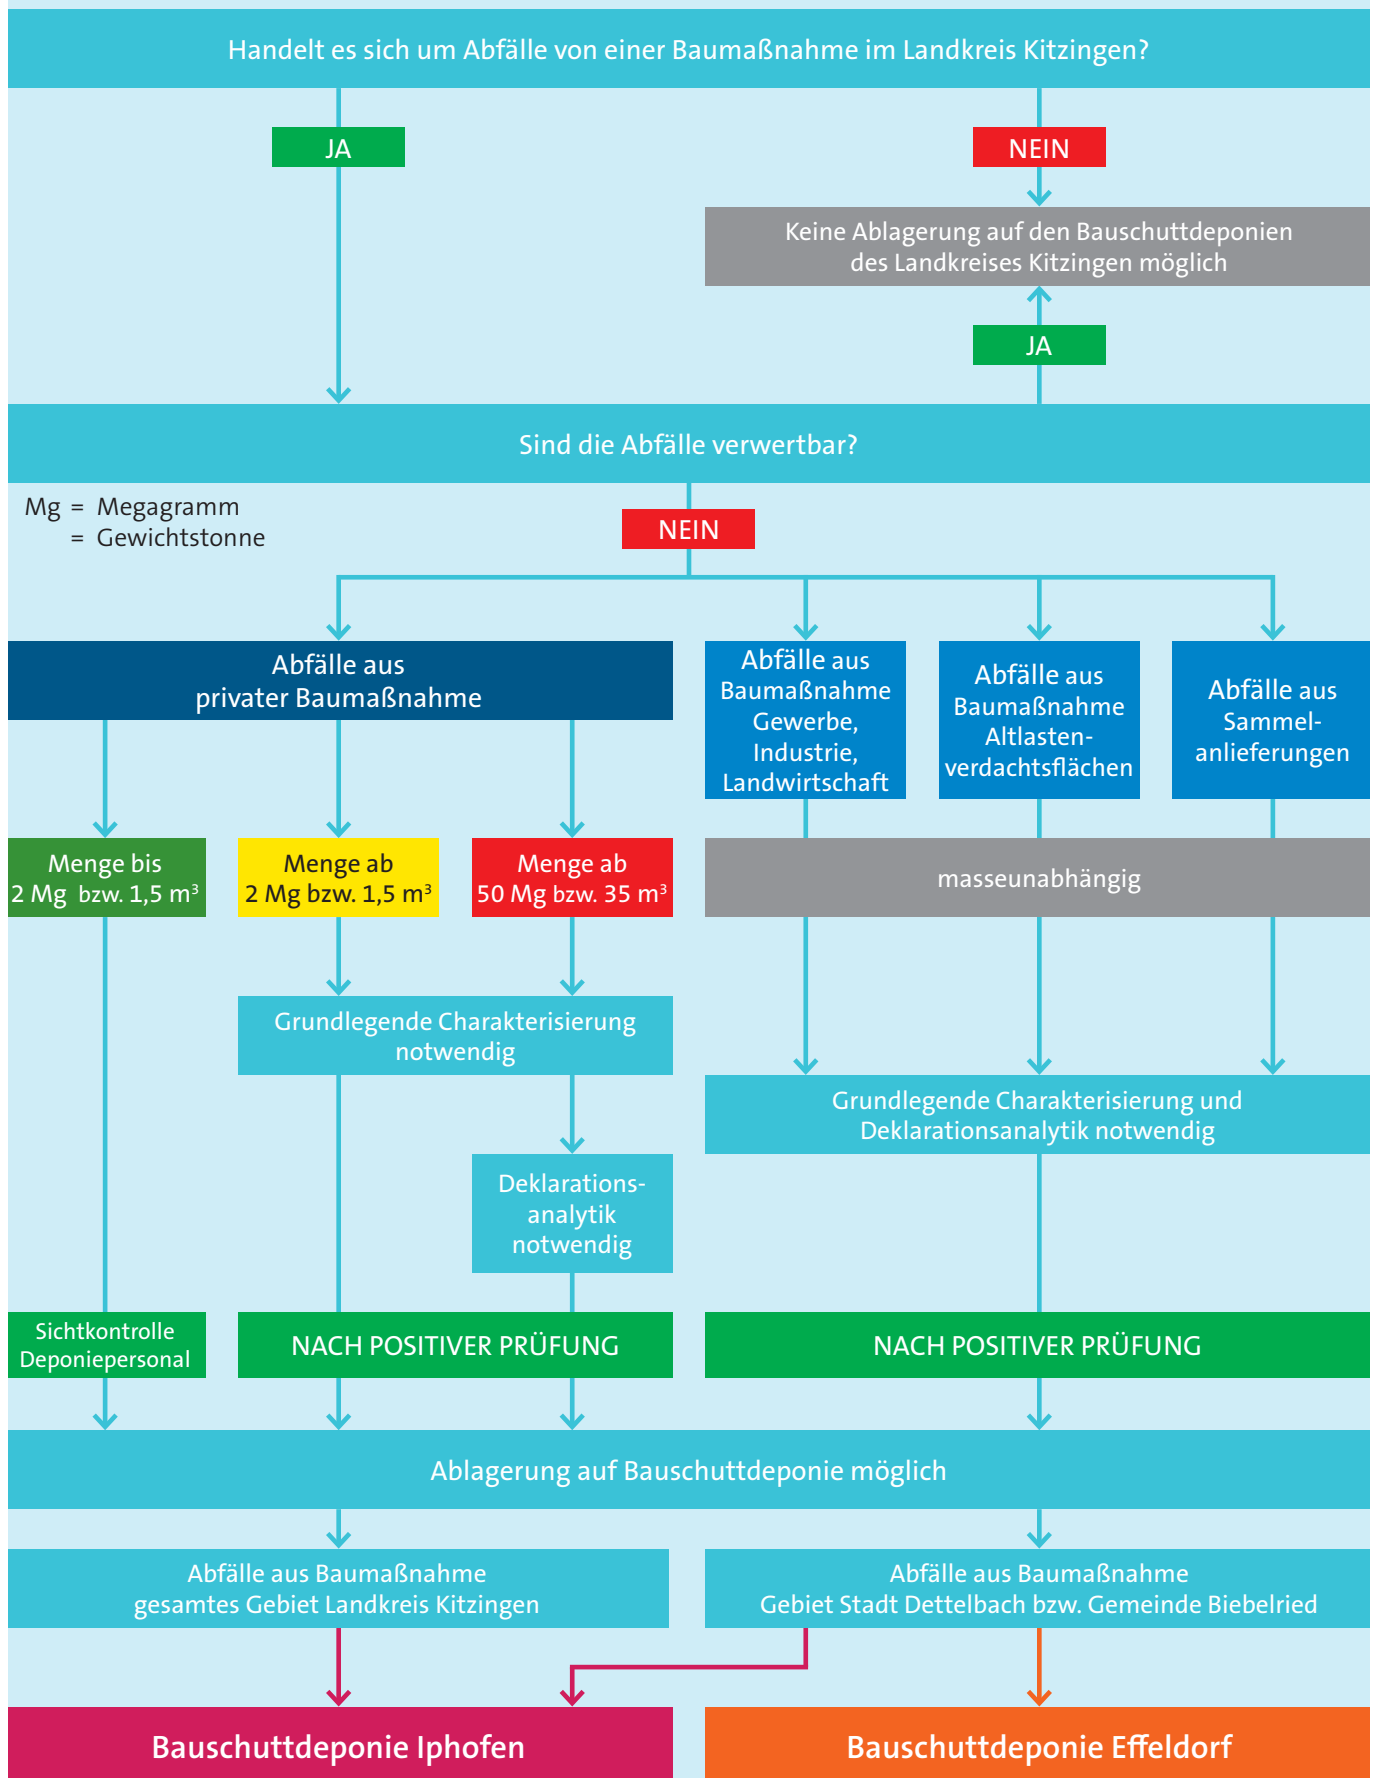 Handelt es sich um Abfälle von einer Baumaßnahme im Landkreis Kitzingen?
JA
NEIN
Keine Ablagerung auf den Bauschuttdeponien
des Landkreises Kitzingen möglich
JA
Sind die Abfälle verwertbar?
Mg = Megagramm
= Gewichtstonne
NEIN
Abfälle aus
privater Baumaßnahme
Abfälle aus
Baumaßnahme
Gewerbe,
Industrie,
Landwirtschaft
Abfälle aus
Baumaßnahme
Altlasten-
verdachtsflächen
Abfälle aus
Sammel-
anlieferungen
Menge bis
2 Mg bzw. 1,5 m³
Menge ab
2 Mg bzw. 1,5 m³
Menge ab
50 Mg bzw. 35 m³
masseunabhängig
Grundlegende Charakterisierung
notwendig
Grundlegende Charakterisierung und
Deklarationsanalytik notwendig
Deklarations-
analytik
notwendig
Sichtkontrolle
Deponiepersonal
NACH POSITIVER PRÜFUNG
NACH POSITIVER PRÜFUNG
Ablagerung auf Bauschuttdeponie möglich
Abfälle aus Baumaßnahme
gesamtes Gebiet Landkreis Kitzingen
Abfälle aus Baumaßnahme
Gebiet Stadt Dettelbach bzw. Gemeinde Biebelried
Bauschuttdeponie Iphofen
Bauschuttdeponie Effeldorf